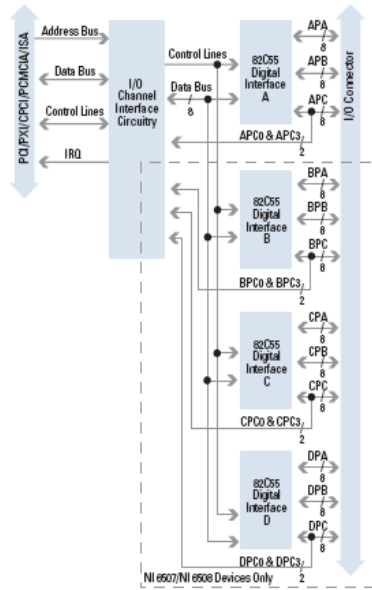 PCI/PXI/CPCI/PCMCIA/ISA
Address Bus
Data Bus
Control Lines
IRQ
I/O
Channel
Interface
Circuitry
Control Lines
Data Bus
8
82C55
Digital
Interface
A
APA
8
APB
8
APC
8
APC0 & APC3
2
I/O Connector
82C55
Digital
Interface
B
BPA
8
BPB
8
BPC
8
BPC0 & BPC3
2
82C55
Digital
Interface
C
CPA
8
CPB
8
CPC
8
CPC0 & CPC3
2
82C55
Digital
Interface
D
DPA
8
DPB
8
DPC
8
DPC0 & DPC3
2
NI 6507/NI 6508 Devices Only